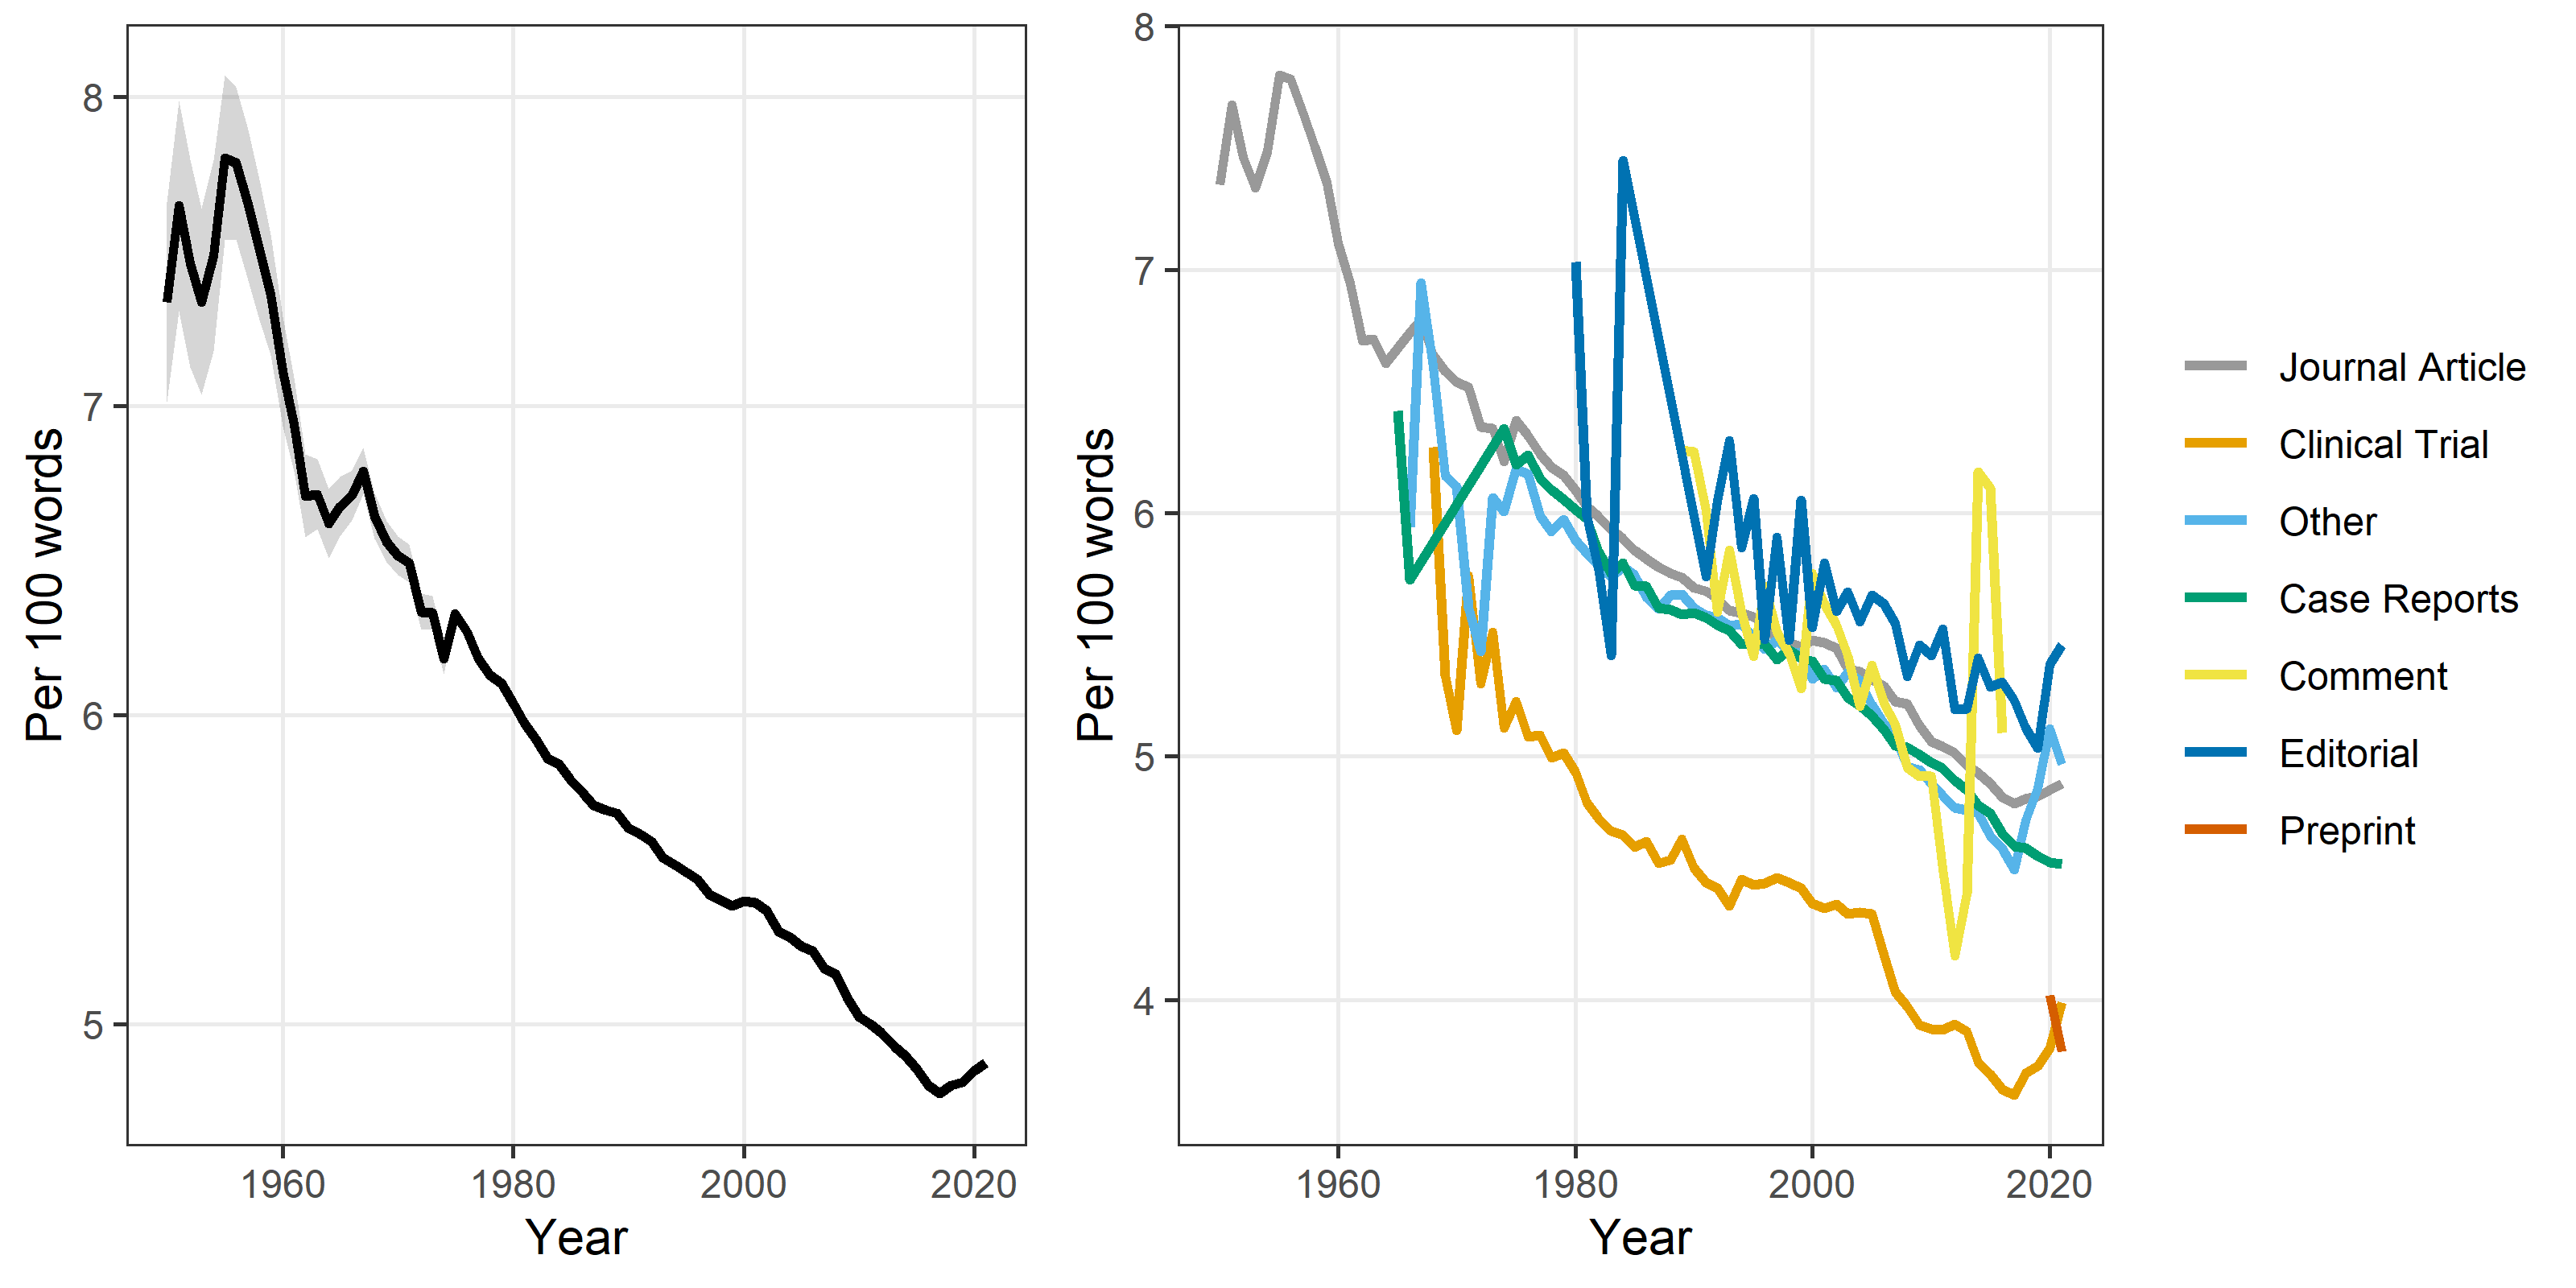 8
7
6
5
Per 100 words
1960 1980 2000 2020
Year
8
7
6
5
4
Per 100 words
1960 1980 2000 2020
Year
Journal Article
Clinical Trial
Other
Case Reports
Comment
Editorial
Preprint